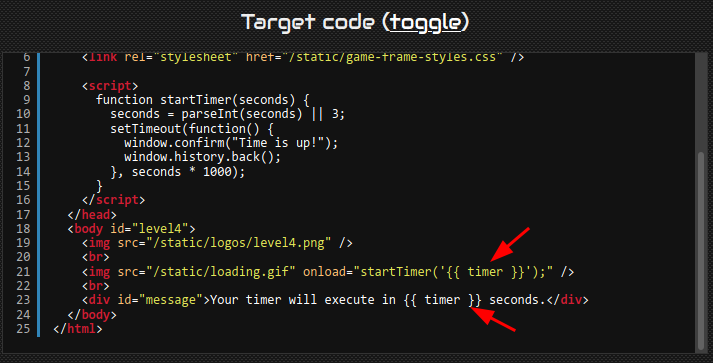 Target code (toggle)
6 <link rel="stylesheet" href="/static/game-frame-styles.css" />
7
8 <script>
9 function startTimer(seconds) {
10 seconds = parseInt(seconds) || 3;
11 setTimeout(function() {
12 window.confirm("Time is up!");
13 window.history.back();
14 }, seconds * 1000);
15 }
16 </script>
17 </head>
18 <body id="level4">
19 <img src="/static/logos/level4.png" />
20 <br>
21 <img src="/static/loading.gif" onload="startTimer('{{ timer }}');" />
22 <br>
23 <div id="message">Your timer will execute in {{ timer }} seconds.</div>
24 </body>
25 </html>